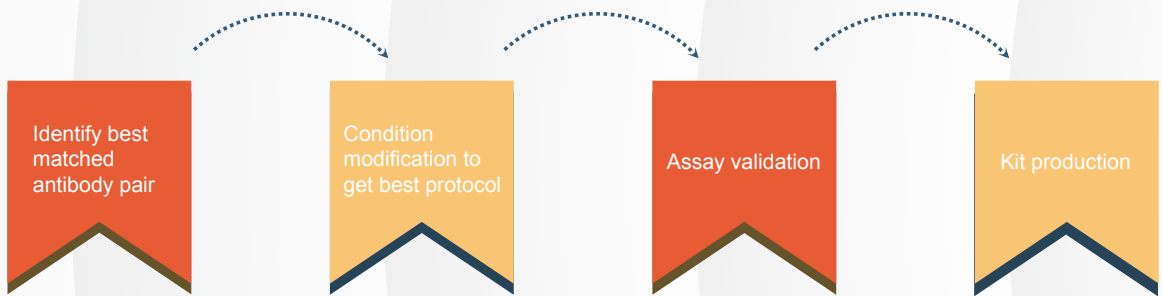 Identify best
matched
antibody pair
Condition
modification to
get best protocol
Assay validation
Kit production